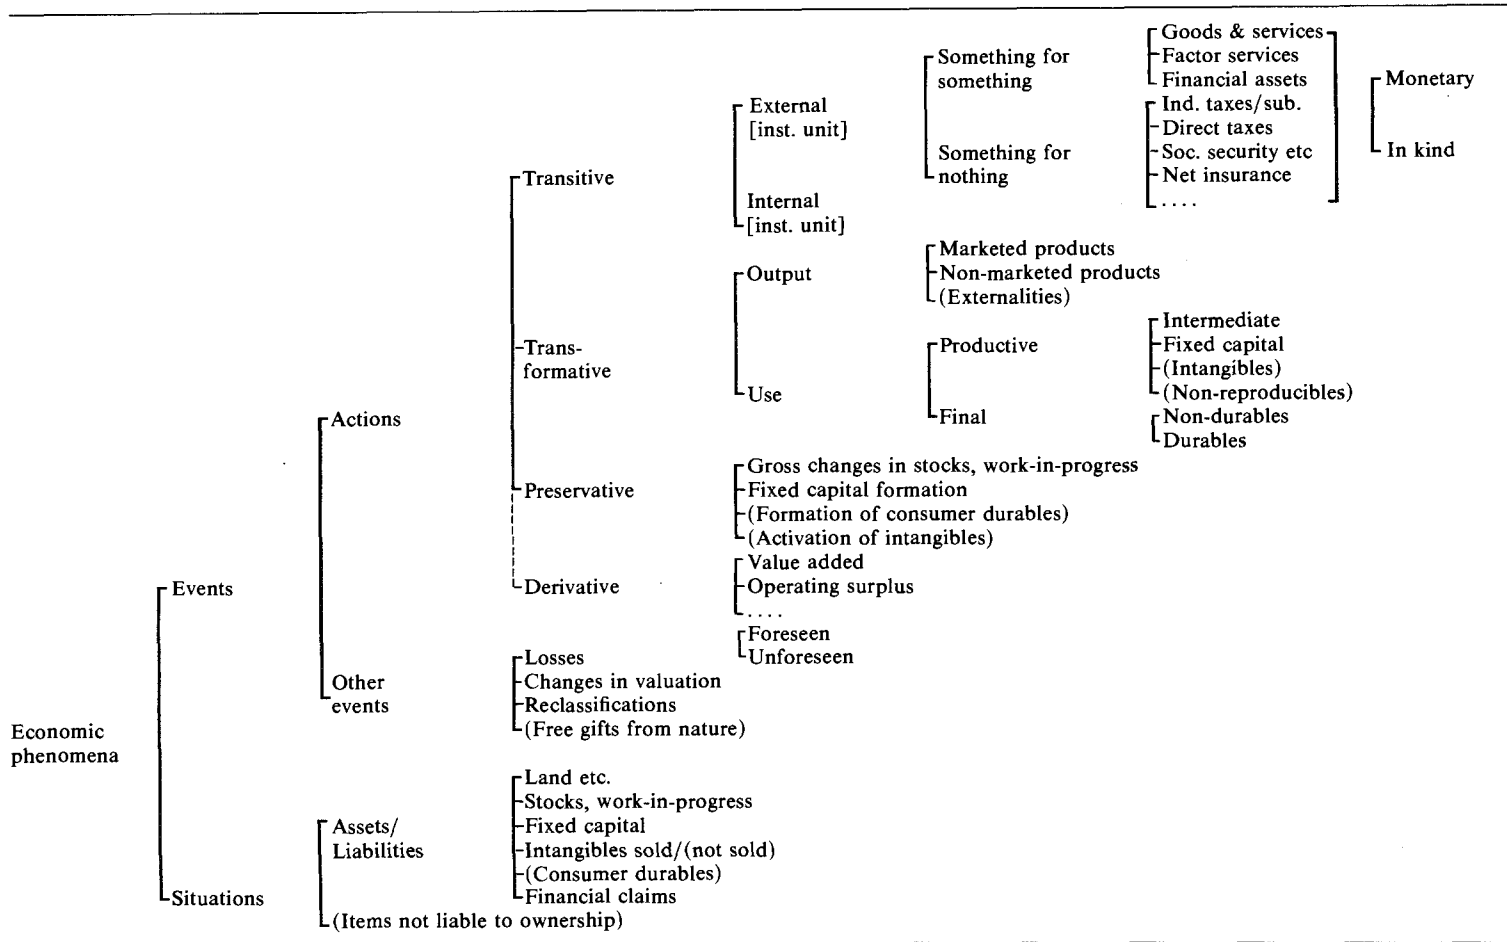 Goods & services
Something for
something
Factor services
Financial assets
Monetary
External
[inst. unit]
Ind. taxes/sub.
Direct taxes
Something for
nothing
Soc. security etc
In kind
Net insurance
. . . .
Transitive
Internal
[inst. unit]
Marketed products
Output
Non-marketed products
(Externalities)
Intermediate
Trans-
formative
Productive
Fixed capital
(Intangibles)
Use
(Non-reproducibles)
Actions
Final
Non-durables
Durables
Gross changes in stocks, work-in-progress
Preservative
Fixed capital formation
(Formation of consumer durables)
(Activation of intangibles)
Value added
Events
Derivative
Operating surplus
. . . .
Foreseen
Losses
Unforeseen
Other
events
Changes in valuation
Reclassifications
(Free gifts from nature)
Economic
phenomena
Land etc.
Stocks, work-in-progress
Assets/
Liabilities
Fixed capital
Intangibles sold/(not sold)
(Consumer durables)
Situations
Financial claims
(Items not liable to ownership)